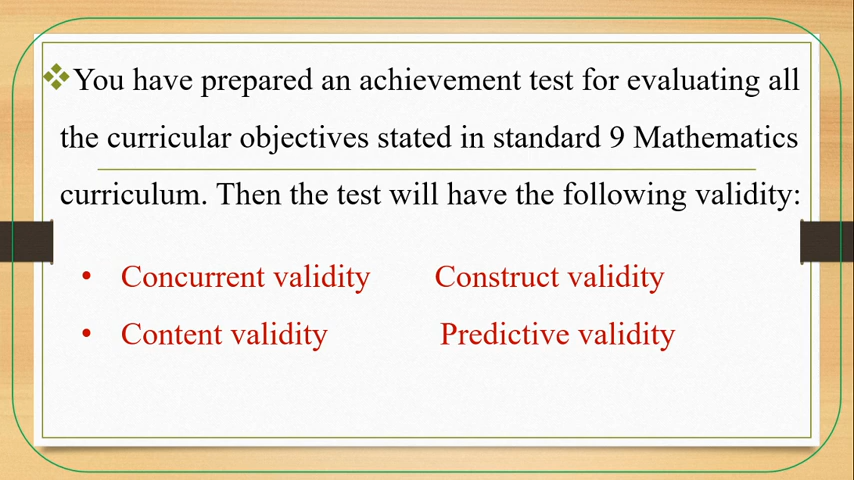 ❖You have prepared an achievement test for evaluating all
the curricular objectives stated in standard 9 Mathematics
curriculum. Then the test will have the following validity:
• Concurrent validity Construct validity
• Content validity Predictive validity